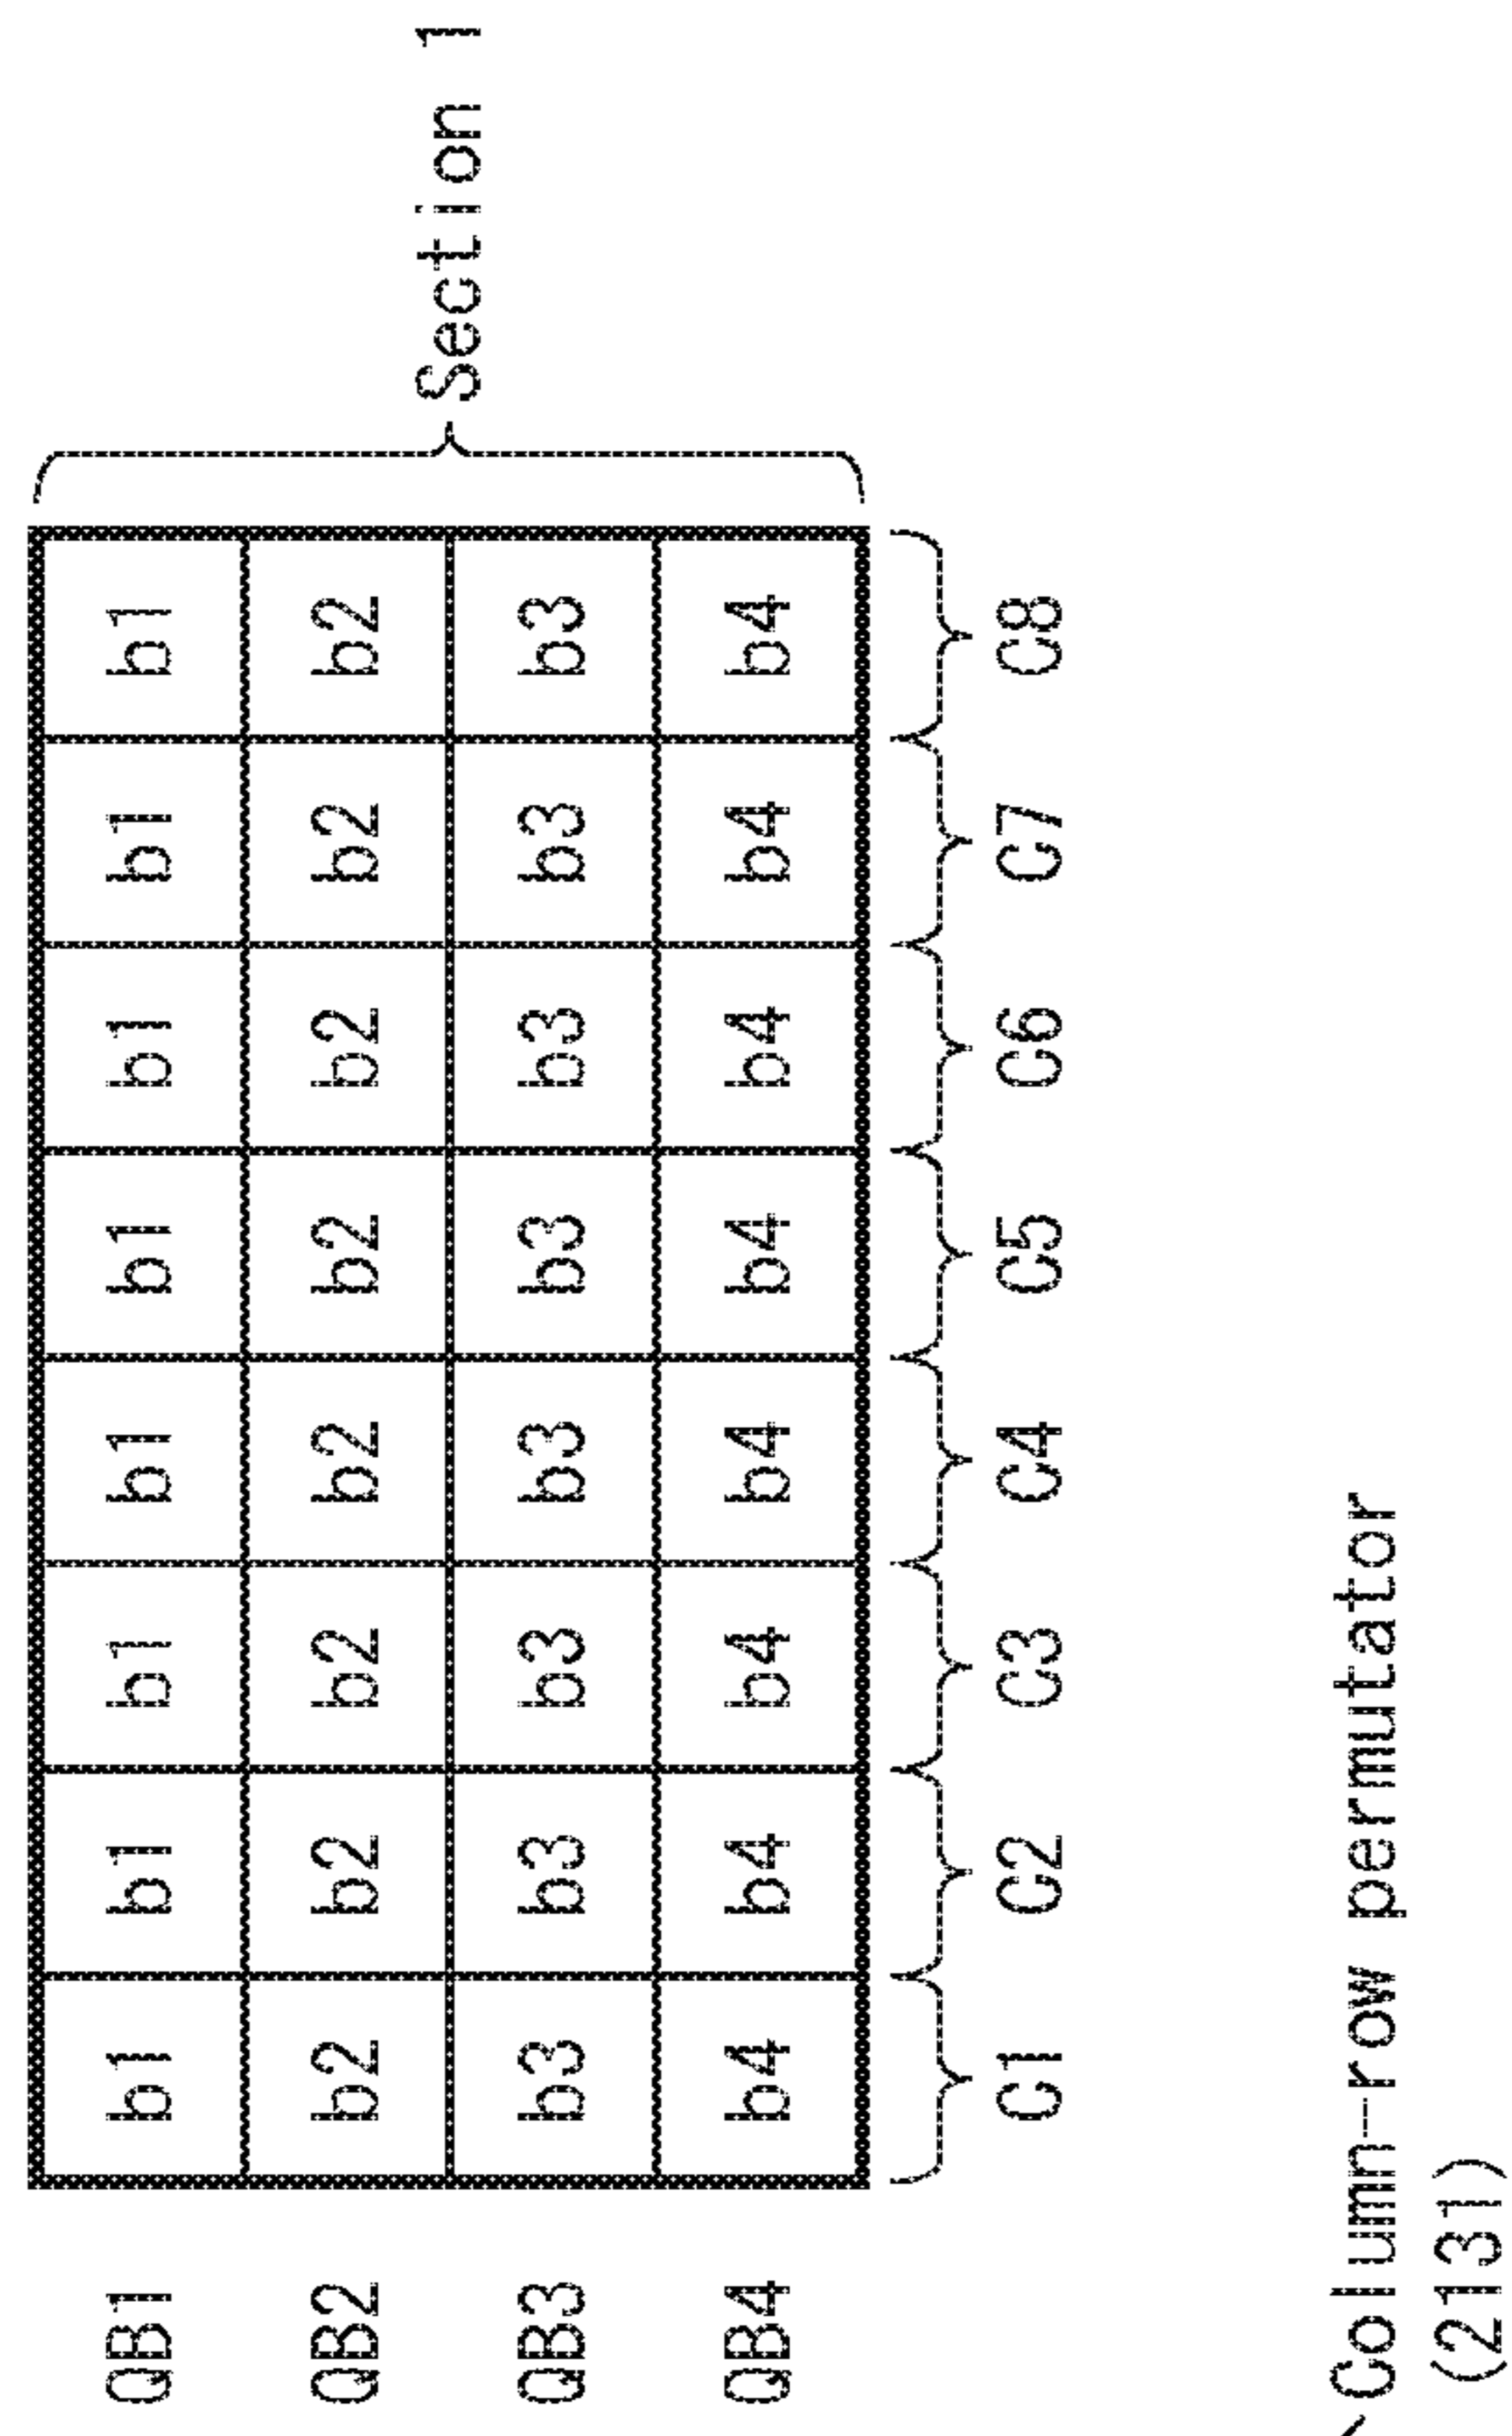 QB1 b1 b1 b1 b1 b1 b1 b1 b1
QB2 b2 b2 b2 b2 b2 b2 b2 b2
Section 1
QB3 b3 b3 b3 b3 b3 b3 b3 b3
QB4 b4 b4 b4 b4 b4 b4 b4 b4
C1 C2 C3 C4 C5 C6 C7 C8
Column-row permutator
(2131)